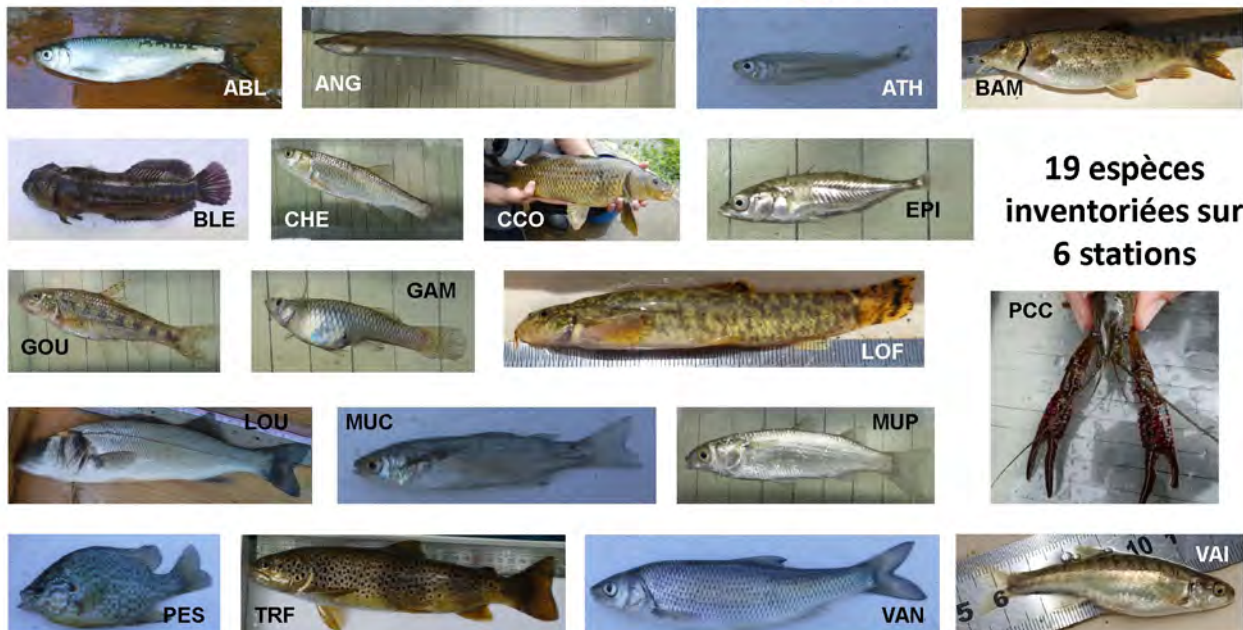 ABL
ANG
ATH
BAM
BLE
CHE
CCO
EPI
19 espèces
inventoriées sur
6 stations
GOU
GAM
LOF
PCC
LOU
MUC
MUP
PES
TRF
VAN
VAI
5 6 10 1